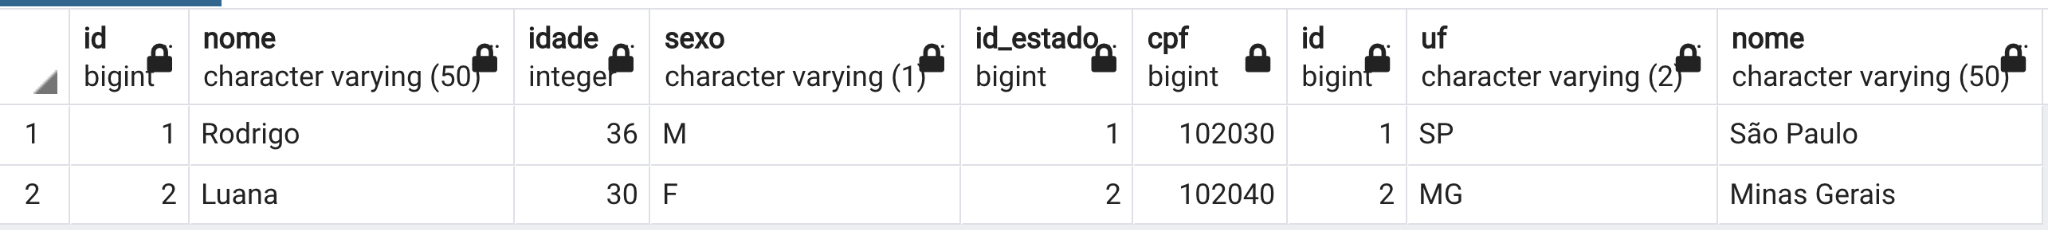 id nome idade sexo id_estado cpf id uf nome
bigint character varying (50) integer character varying (1) bigint bigint bigint character varying (2) character varying (50)
1 1 Rodrigo 36 M 1 102030 1 SP São Paulo
2 2 Luana 30 F 2 102040 2 MG Minas Gerais